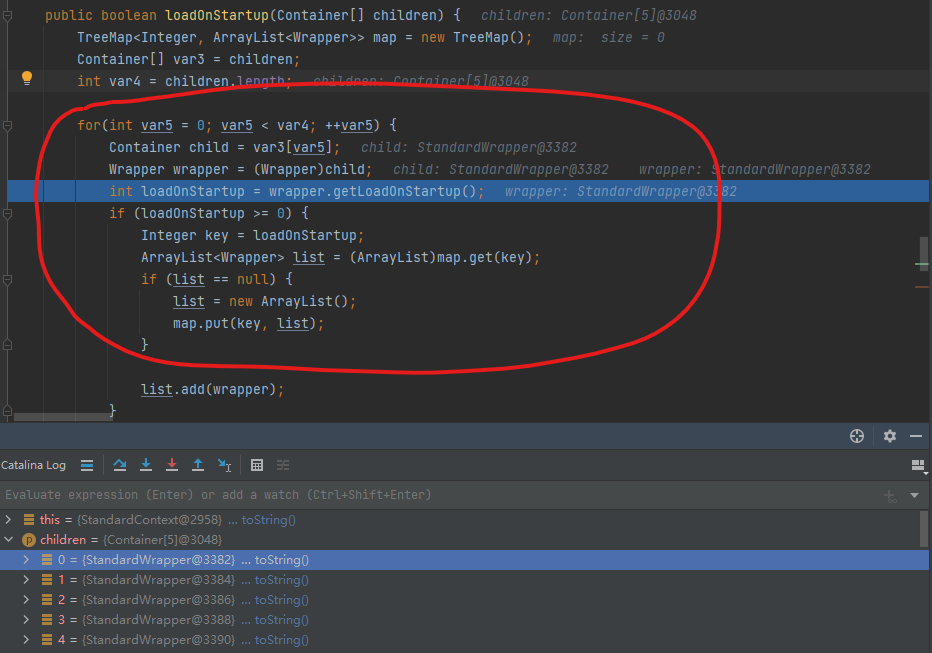 public boolean loadOnStartup(Container[] children) {   children: Container[5]@3048
TreeMap<Integer, ArrayList<Wrapper>> map = new TreeMap();   map:  size = 0
Container[] var3 = children;
int var4 = children.length;   children: Container[5]@3048
for(int var5 = 0; var5 < var4; ++var5) {
Container child = var3[var5];   child: StandardWrapper@3382
Wrapper wrapper = (Wrapper)child;   child: StandardWrapper@3382    wrapper: StandardWrapper@3382
int loadOnStartup = wrapper.getLoadOnStartup();   wrapper: StandardWrapper@3382
if (loadOnStartup >= 0) {
Integer key = loadOnStartup;
ArrayList<Wrapper> list = (ArrayList)map.get(key);
if (list == null) {
list = new ArrayList();
map.put(key, list);
}
list.add(wrapper);
}
Catalina Log
Evaluate expression (Enter) or add a watch (Ctrl+Shift+Enter)
this = {StandardContext@2958} ... toString()
p children = {Container[5]@3048}
0 = {StandardWrapper@3382} ... toString()
1 = {StandardWrapper@3384} ... toString()
2 = {StandardWrapper@3386} ... toString()
3 = {StandardWrapper@3388} ... toString()
4 = {StandardWrapper@3390} ... toString()